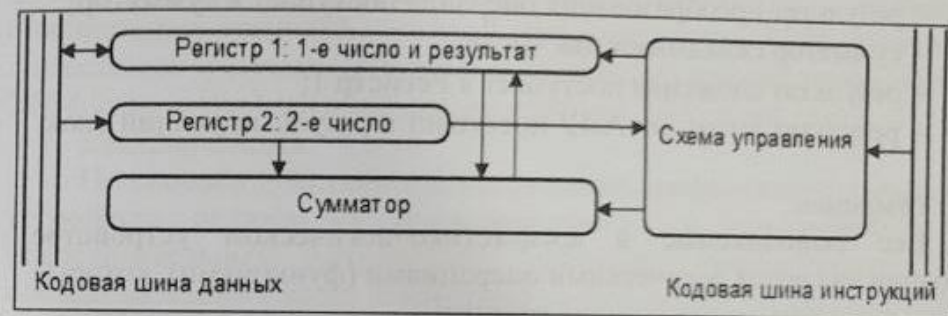 Регистр 1: 1-е число и результат
Регистр 2: 2-е число
Схема управления
Сумматор
Кодовая шина данных
Кодовая шина инструкций